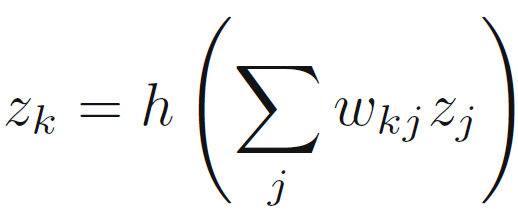 z_k = h ( ∑_j w_{kj} z_j )